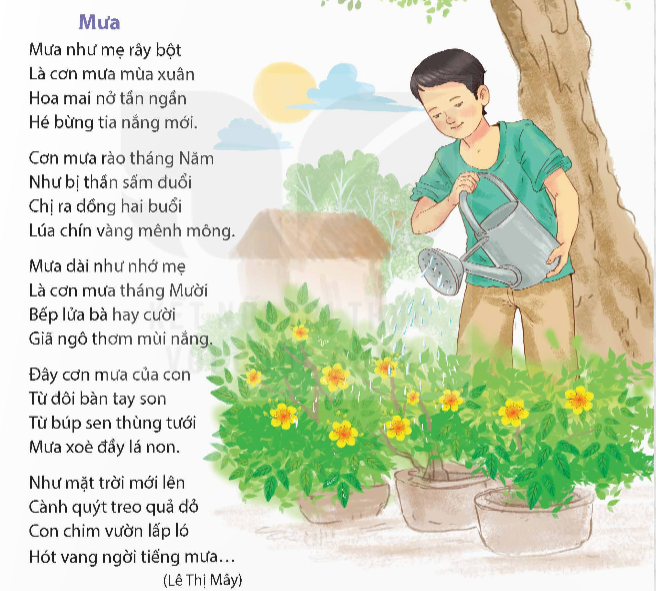 Mưa
Mưa như mẹ rây bột
Là cơn mưa mùa xuân
Hoa mai nở tần ngần
Hé bừng tia nắng mới.
Cơn mưa rào tháng Năm
Như bị thần sấm đuổi
Chị ra đồng hai buổi
Lúa chín vàng mênh mông.
Mưa dài như nhớ mẹ
Là cơn mưa tháng Mười
Bếp lửa bà hay cười
Giã ngô thơm mùi nắng.
Đây cơn mưa của con
Từ đôi bàn tay son
Từ búp sen thùng tưới
Mưa xoè đầy lá non.
Như mặt trời mới lên
Cành quýt treo quả đỏ
Con chim vườn lấp ló
Hót vang ngời tiếng mưa...
(Lê Thị Mây)